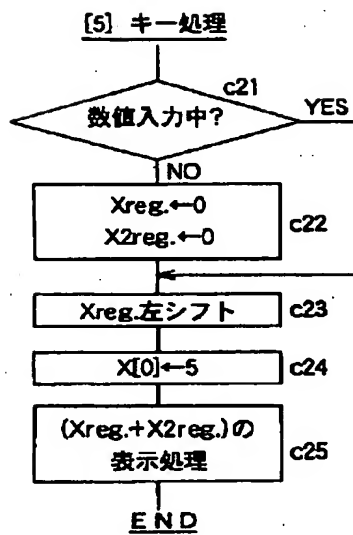 [5] キー処理
c21
数値入力中?
YES
NO
Xreg.←0
X2reg.←0
c22
Xreg.左シフト
c23
X[0]←5
c24
(Xreg.+X2reg.)の
表示処理
c25
END